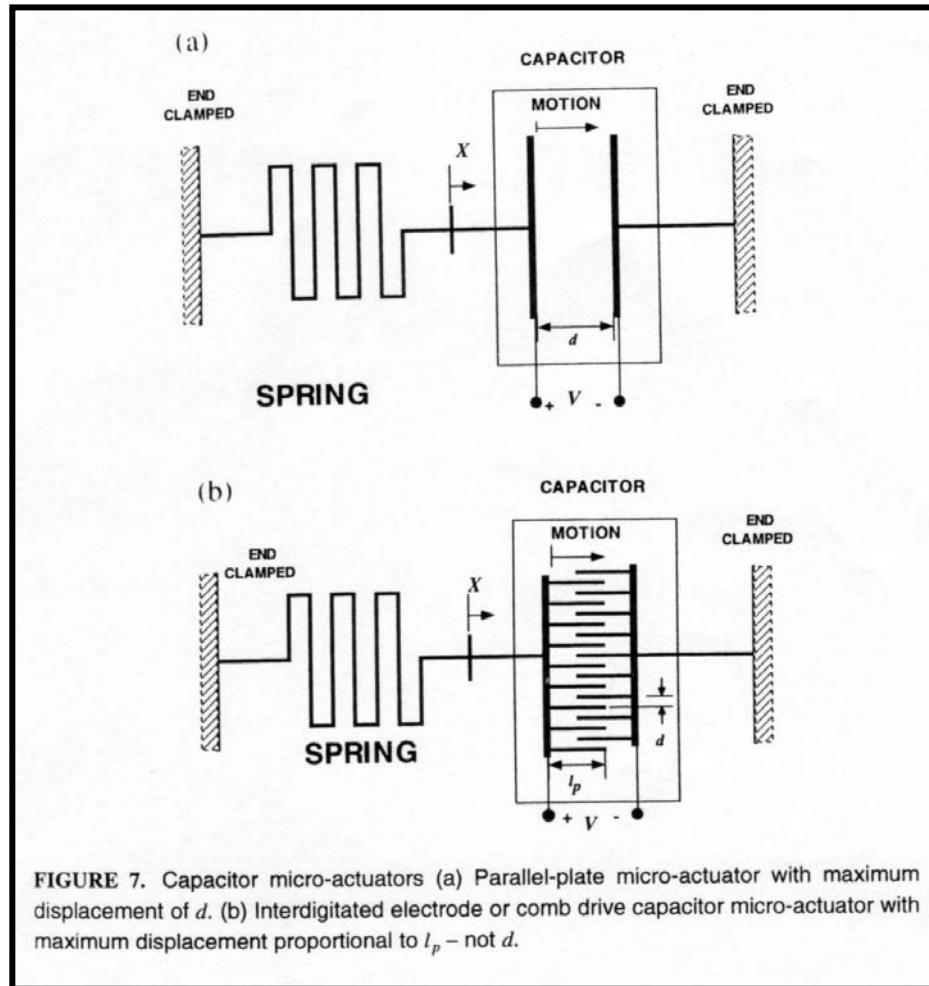 (a)
CAPACITOR
END
CLAMPED
MOTION
END
CLAMPED
X
d
SPRING
+ V -
(b)
CAPACITOR
END
CLAMPED
MOTION
END
CLAMPED
X
d
SPRING
lp
+ V -
FIGURE 7. Capacitor micro-actuators (a) Parallel-plate micro-actuator with maximum
displacement of d. (b) Interdigitated electrode or comb drive capacitor micro-actuator with
maximum displacement proportional to lp – not d.